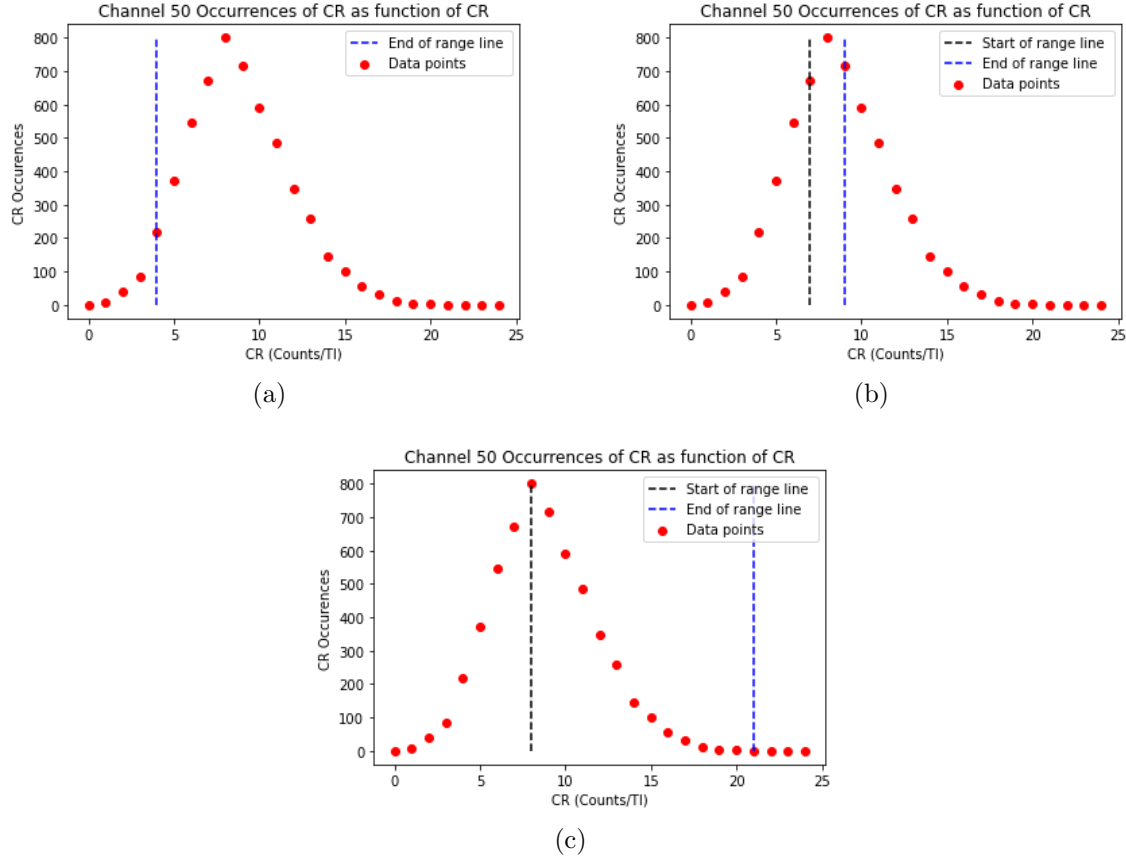 Channel 50 Occurrences of CR as function of CR
800
700
600
500
400
300
200
100
0
CR Occurences
End of range line
Data points
0 5 10 15 20 25
CR (Counts/TI)
(a)
Channel 50 Occurrences of CR as function of CR
800
700
600
500
400
300
200
100
0
CR Occurences
Start of range line
End of range line
Data points
0 5 10 15 20 25
CR (Counts/TI)
(b)
Channel 50 Occurrences of CR as function of CR
800
700
600
500
400
300
200
100
0
CR Occurences
Start of range line
End of range line
Data points
0 5 10 15 20 25
CR (Counts/TI)
(c)